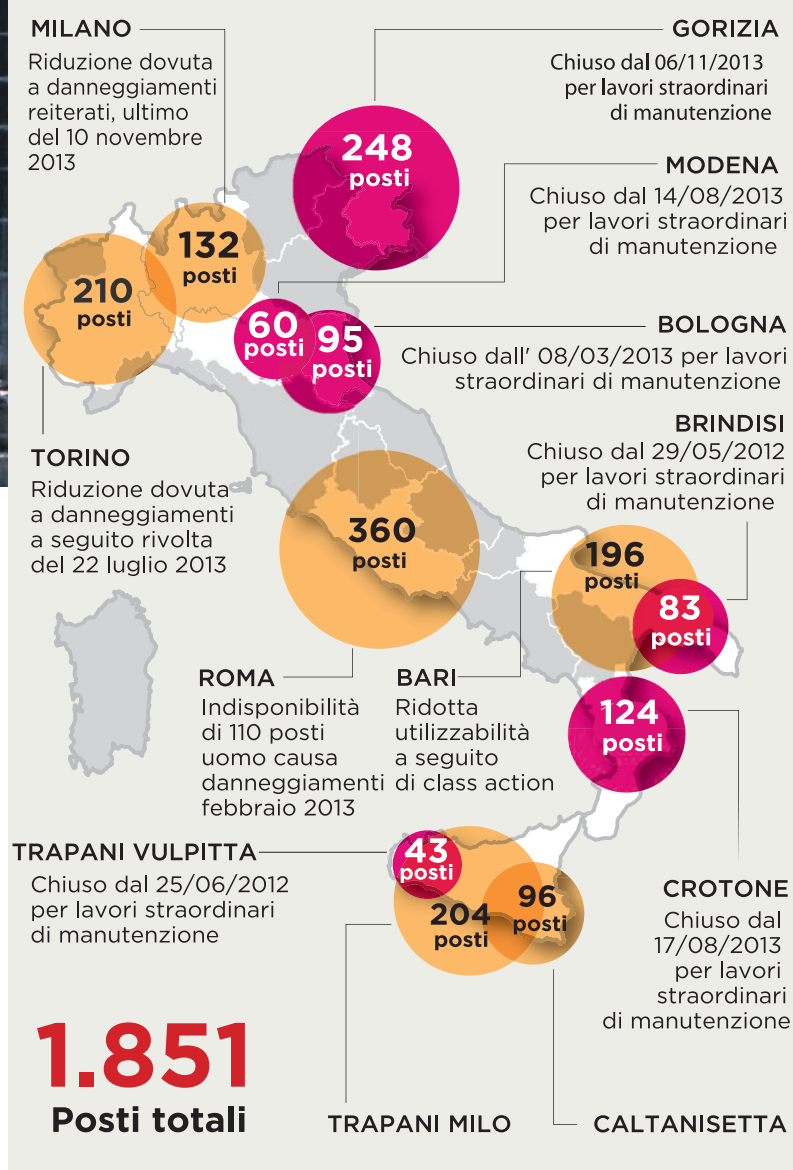 MILANO
Riduzione dovuta
a danneggiamenti
reiterati, ultimo
del 10 novembre
2013
GORIZIA
Chiuso dal 06/11/2013
per lavori straordinari
di manutenzione
248
posti
MODENA
Chiuso dal 14/08/2013
per lavori straordinari
di manutenzione
132
posti
210
posti
60
posti
95
posti
BOLOGNA
Chiuso dall' 08/03/2013 per lavori
straordinari di manutenzione
BRINDISI
Chiuso dal 29/05/2012
per lavori straordinari
di manutenzione
TORINO
Riduzione dovuta
a danneggiamenti
a seguito rivolta
del 22 luglio 2013
360
posti
196
posti
83
posti
ROMA
Indisponibilità
di 110 posti
uomo causa
danneggiamenti
febbraio 2013
BARI
Ridotta
utilizzabilità
a seguito
di class action
124
posti
TRAPANI VULPITTA
Chiuso dal 25/06/2012
per lavori straordinari
di manutenzione
43
posti
204
posti
96
posti
CROTONE
Chiuso dal
17/08/2013
per lavori
straordinari
di manutenzione
1.851
Posti totali
TRAPANI MILO
CALTANISETTA